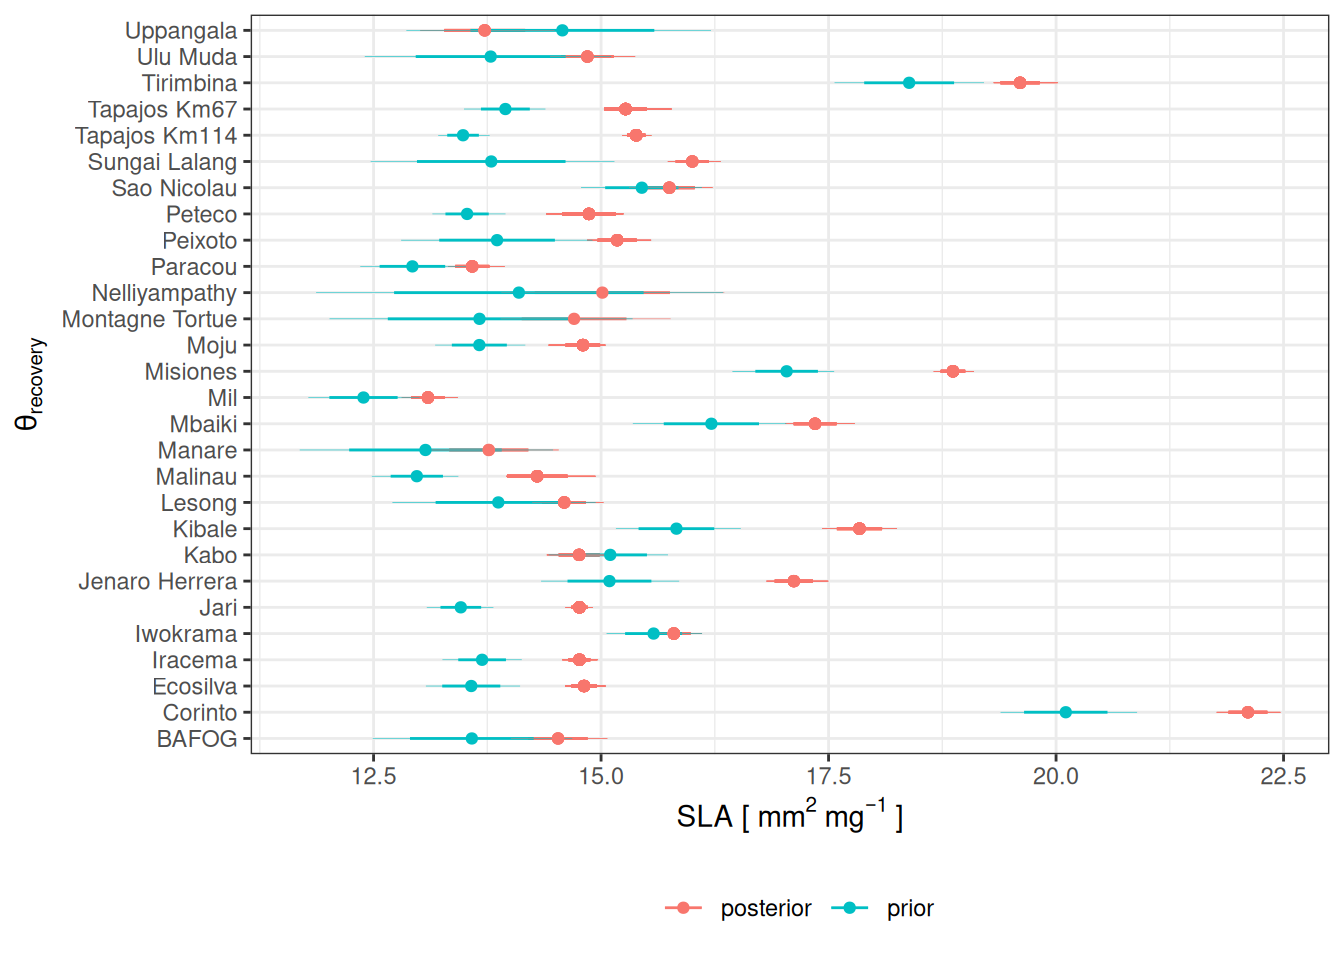 Uppangala
Ulu Muda
Tirimbina
Tapajos Km67
Tapajos Km114
Sungai Lalang
Sao Nicolau
Peteco
Peixoto
Paracou
Nelliyampathy
Montagne Tortue
Moju
Misiones
Mil
Mbaiki
Manare
Malinau
Lesong
Kibale
Kabo
Jenaro Herrera
Jari
Iwokrama
Iracema
Ecosilva
Corinto
BAFOG
θrecovery
12.5 15.0 17.5 20.0 22.5
SLA [ mm² mg⁻¹ ]
posterior prior